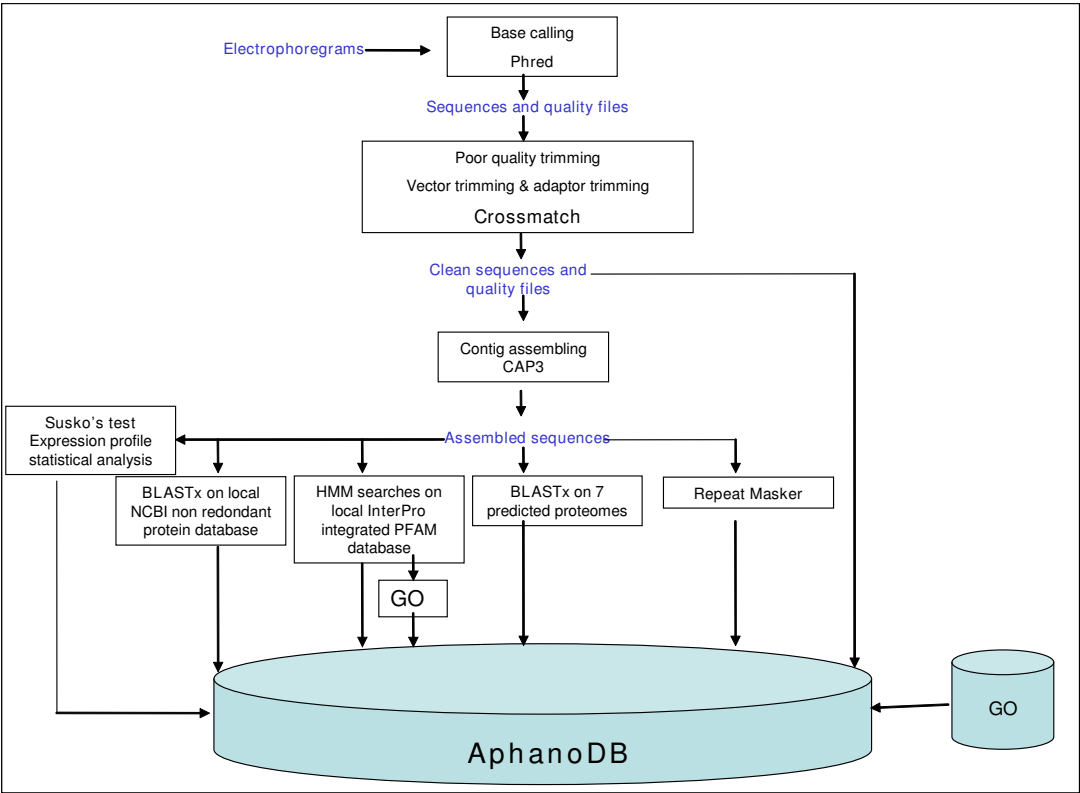 Electrophoregrams
Base calling
Phred
Sequences and quality files
Poor quality trimming
Vector trimming & adaptor trimming
Crossmatch
Clean sequences and
quality files
Contig assembling
CAP3
Assembled sequences
Susko's test
Expression profile
statistical analysis
BLASTx on local
NCBI non redondant
protein database
HMM searches on
local InterPro
integrated PFAM
database
GO
BLASTx on 7
predicted proteomes
Repeat Masker
GO
AphanoDB